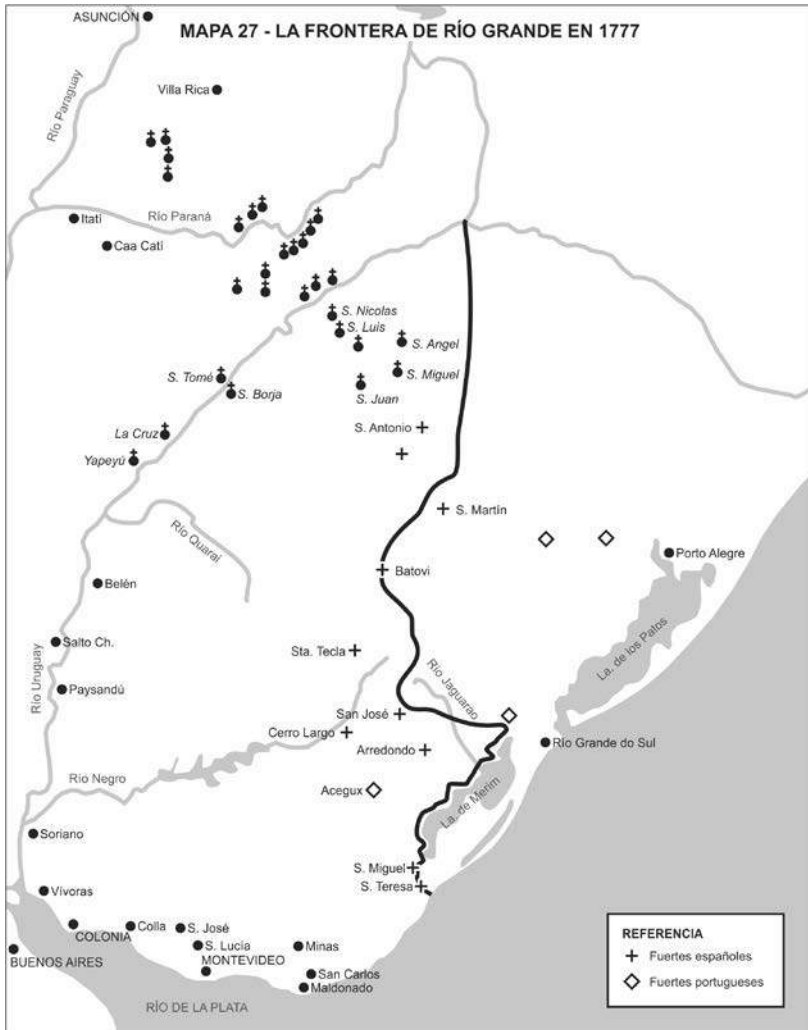 ASUNCIÓN
MAPA 27 - LA FRONTERA DE RÍO GRANDE EN 1777
Villa Rica
Río Paraguay
Itatí
Río Paraná
Caa Catí
S. Nicolas
S. Luis
S. Angel
S. Tomé
S. Miguel
S. Borja
S. Juan
La Cruz
S. Antonio
Yapeyú
S. Martín
Río Quaraí
Porto Alegre
Batovi
Belén
Salto Ch.
Sta. Tecla
La. de los Patos
Río Uruguay
Río Jaguarão
Paysandú
San José
Cerro Largo
Río Grande do Sul
Arredondo
Río Negro
Acegux
La. de Merim
Soriano
S. Miguel
S. Teresa
Vívoras
COLONIA
Colla
S. José
BUENOS AIRES
S. Lucía
Minas
MONTEVIDEO
San Carlos
Maldonado
RÍO DE LA PLATA
REFERENCIA
Fuertes españoles
Fuertes portugueses